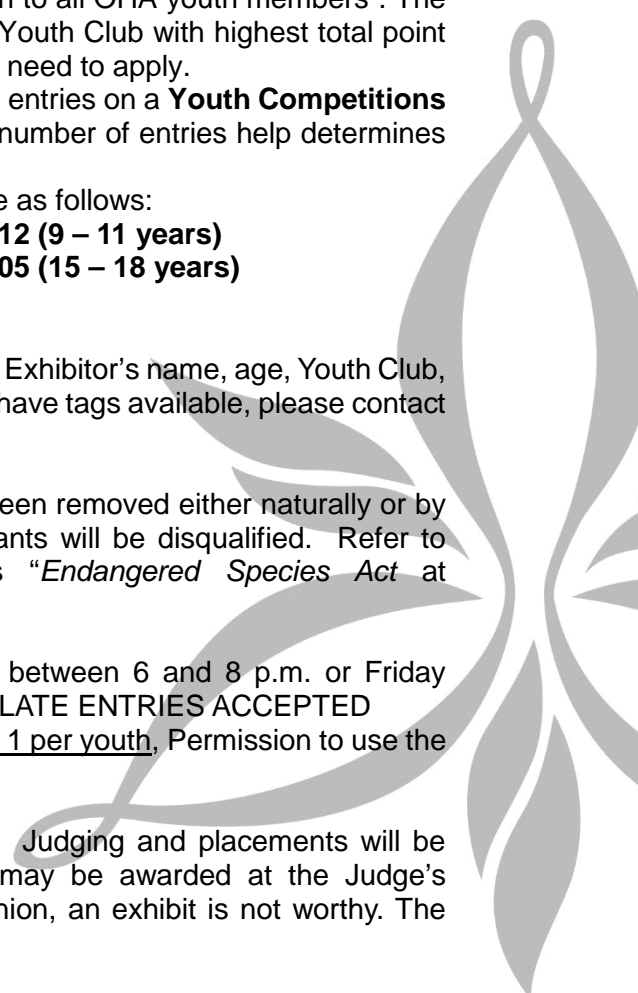 n to all OHA youth members . The
Youth Club with highest total point
need to apply.
entries on a Youth Competitions
number of entries help determines
e as follows:
12 (9 – 11 years)
05 (15 – 18 years)
Exhibitor's name, age, Youth Club,
have tags available, please contact
een removed either naturally or by
ants will be disqualified. Refer to
s “Endangered Species Act at
between 6 and 8 p.m. or Friday
LATE ENTRIES ACCEPTED
1 per youth, Permission to use the
Judging and placements will be
may be awarded at the Judge's
nion, an exhibit is not worthy. The